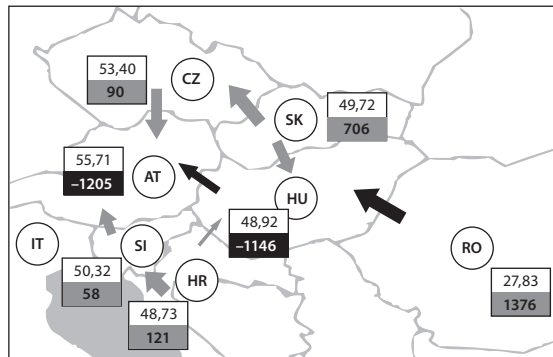 53,40
90
CZ
SK
49,72
706
55,71
–1205
AT
HU
IT
SI
48,92
–1146
RO
HR
50,32
58
27,83
1376
48,73
121